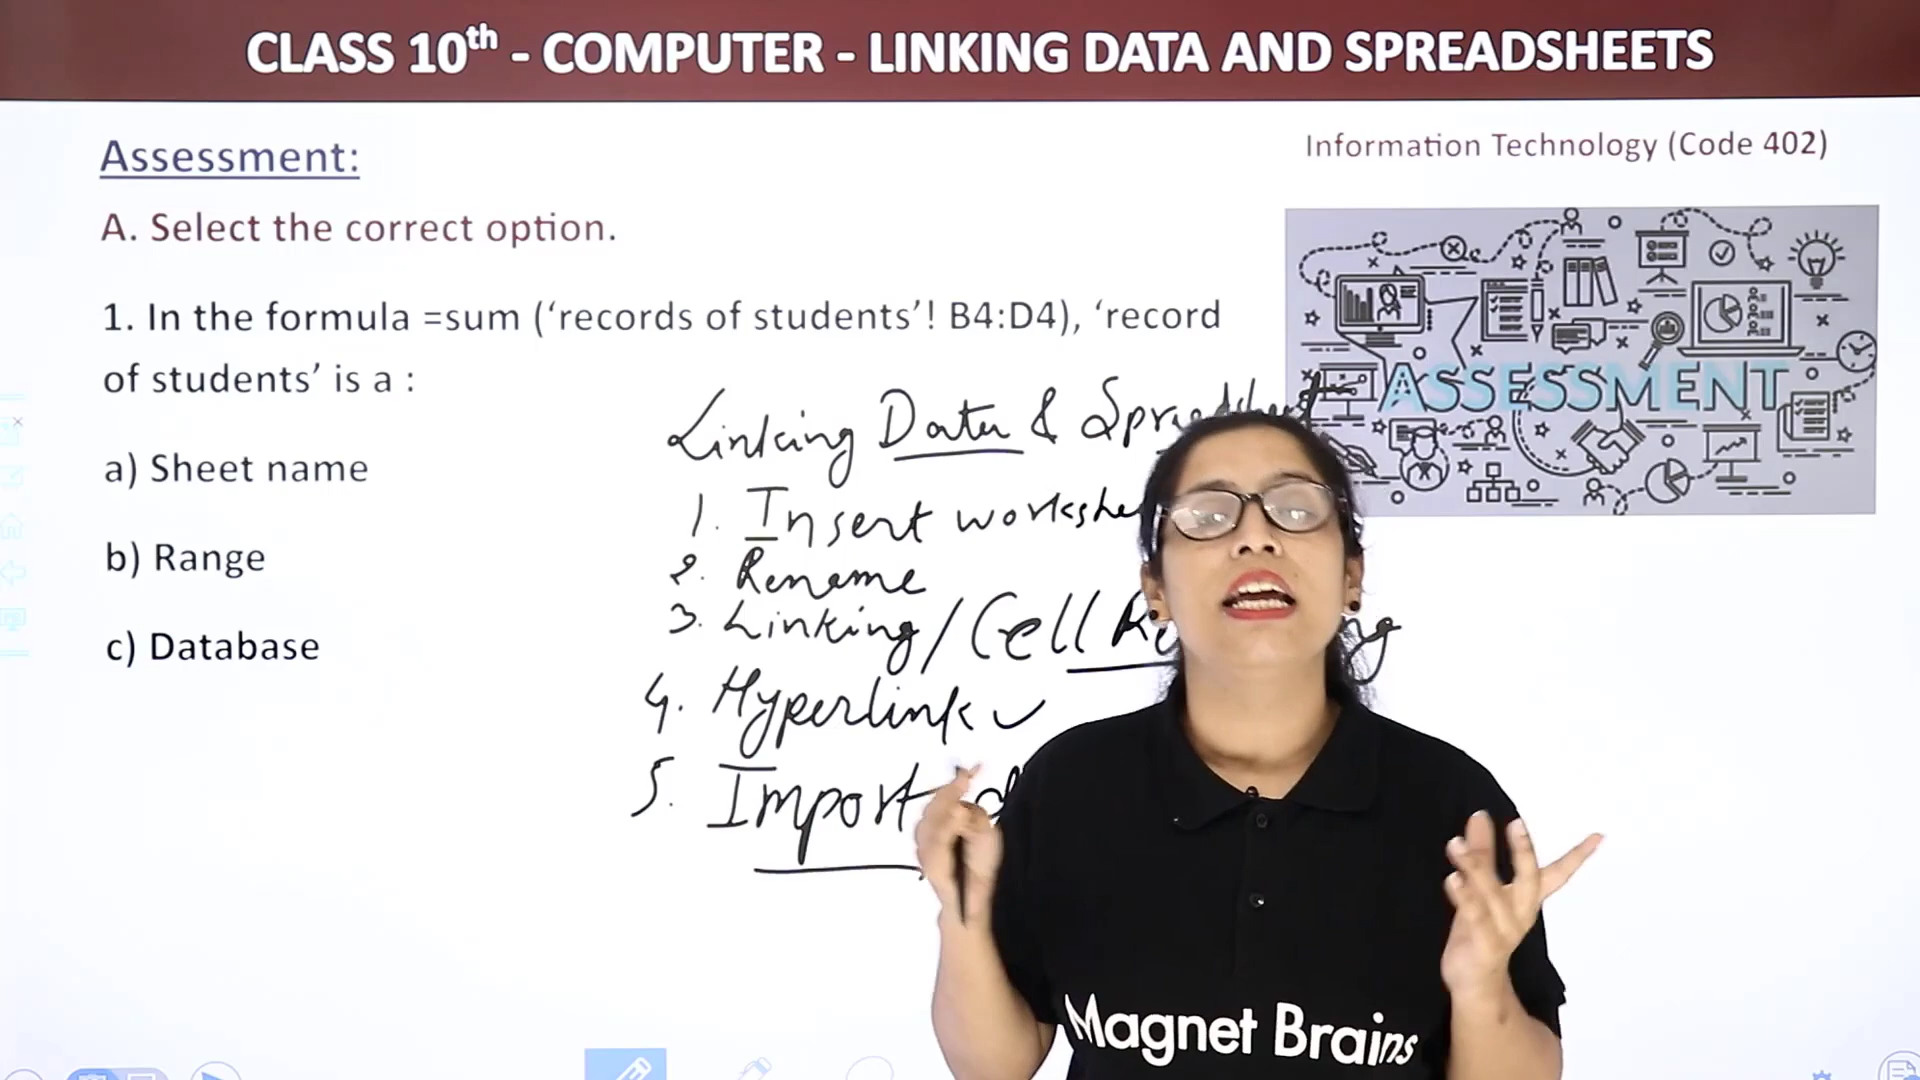 CLASS 10th - COMPUTER - LINKING DATA AND SPREADSHEETS
Assessment:
Information Technology (Code 402)
A. Select the correct option.
1. In the formula =sum (‘records of students’! B4:D4), ‘record
of students’ is a :
a) Sheet name
b) Range
c) Database
ASSESSMENT
Linking Data &
1. Insert
2. Rename
3. Linking / Cell
4. Hyperlink
5. Import
Magnet Brains